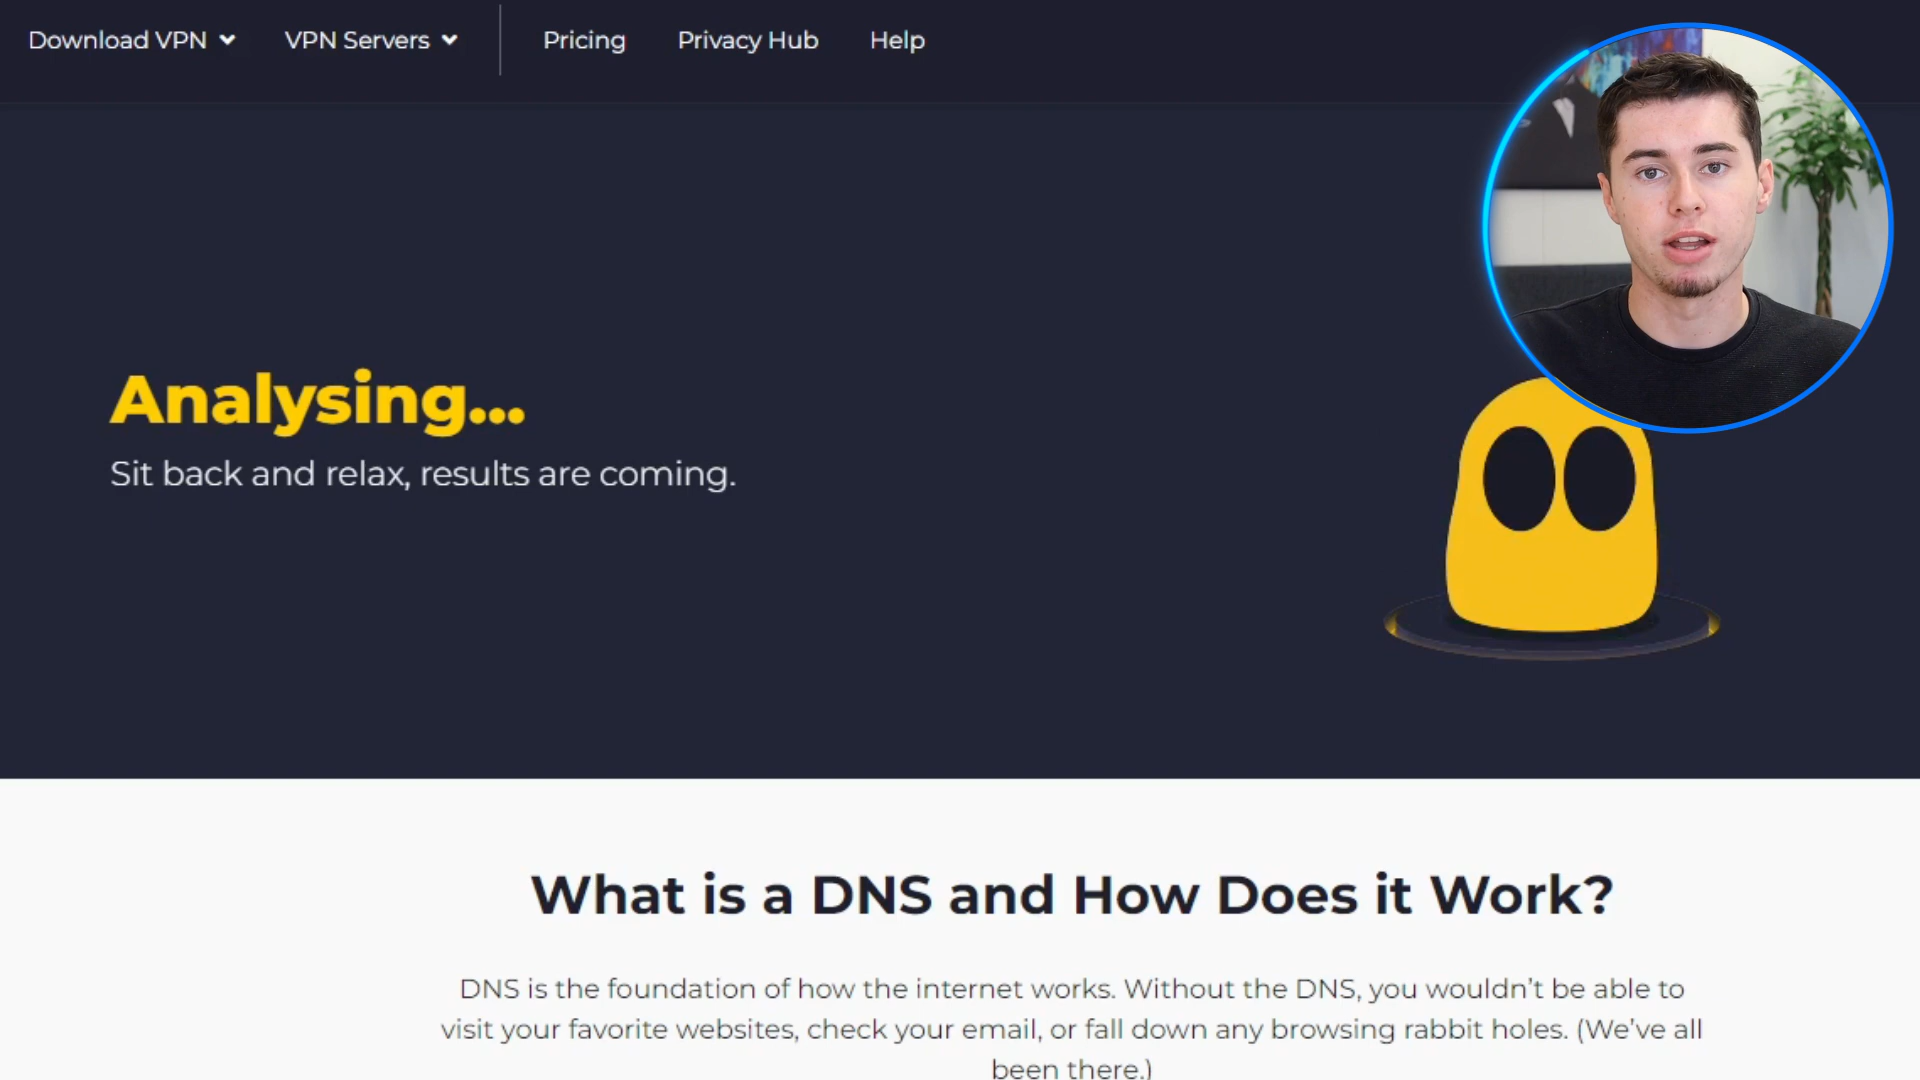 Download VPN
VPN Servers
Pricing
Privacy Hub
Help
Analysing...
Sit back and relax, results are coming.
What is a DNS and How Does it Work?
DNS is the foundation of how the internet works. Without the DNS, you wouldn’t be able to
visit your favorite websites, check your email, or fall down any browsing rabbit holes. (We’ve all
been there.)